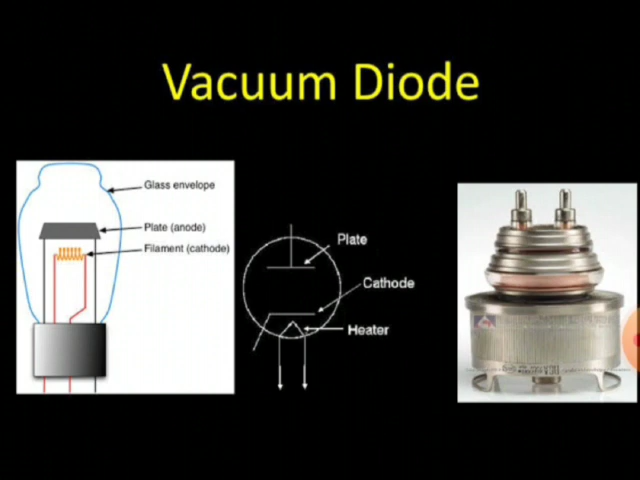 Vacuum Diode
Glass envelope
Plate (anode)
Filament (cathode)
Plate
Cathode
Heater